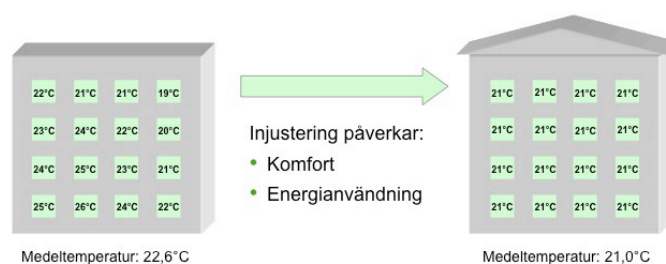 22°C 21°C 21°C 19°C
23°C 24°C 22°C 20°C
24°C 25°C 23°C 21°C
25°C 26°C 24°C 22°C
Medeltemperatur: 22,6°C
Injustering påverkar:
• Komfort
• Energianvändning
21°C 21°C 21°C 21°C
21°C 21°C 21°C 21°C
21°C 21°C 21°C 21°C
21°C 21°C 21°C 21°C
Medeltemperatur: 21,0°C